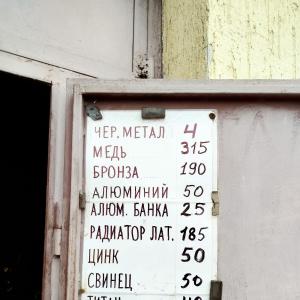 ЧЕР. МЕТАЛ 4
МЕДЬ 315
БРОНЗА 190
АЛЮМИНИЙ 50
АЛЮМ. БАНКА 25
РАДИАТОР ЛАТ. 185
ЦИНК 50
СВИНЕЦ 50
ТИТАН